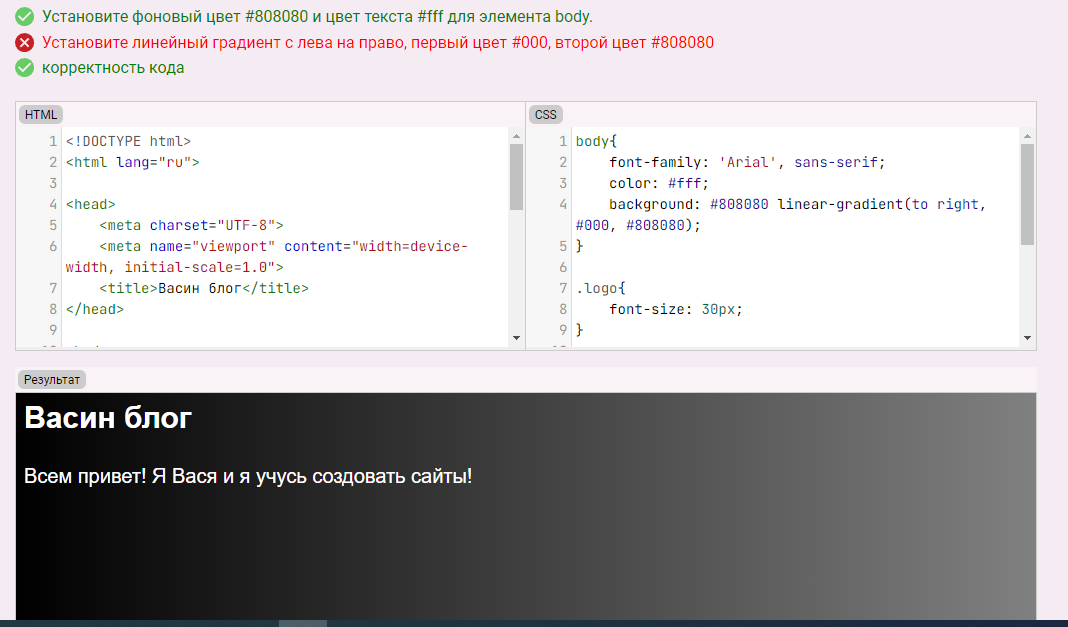 Установите фоновый цвет #808080 и цвет текста #fff для элемента body.
Установите линейный градиент с лева на право, первый цвет #000, второй цвет #808080
корректность кода
HTML
1 <!DOCTYPE html>
2 <html lang="ru">
3
4 <head>
5 <meta charset="UTF-8">
6 <meta name="viewport" content="width=device-
width, initial-scale=1.0">
7 <title>Васин блог</title>
8 </head>
9
CSS
1 body{
2 font-family: 'Arial', sans-serif;
3 color: #fff;
4 background: #808080 linear-gradient(to right,
#000, #808080);
5 }
6
7 .logo{
8 font-size: 30px;
9 }
Результат
Васин блог
Всем привет! Я Вася и я учусь создовать сайты!